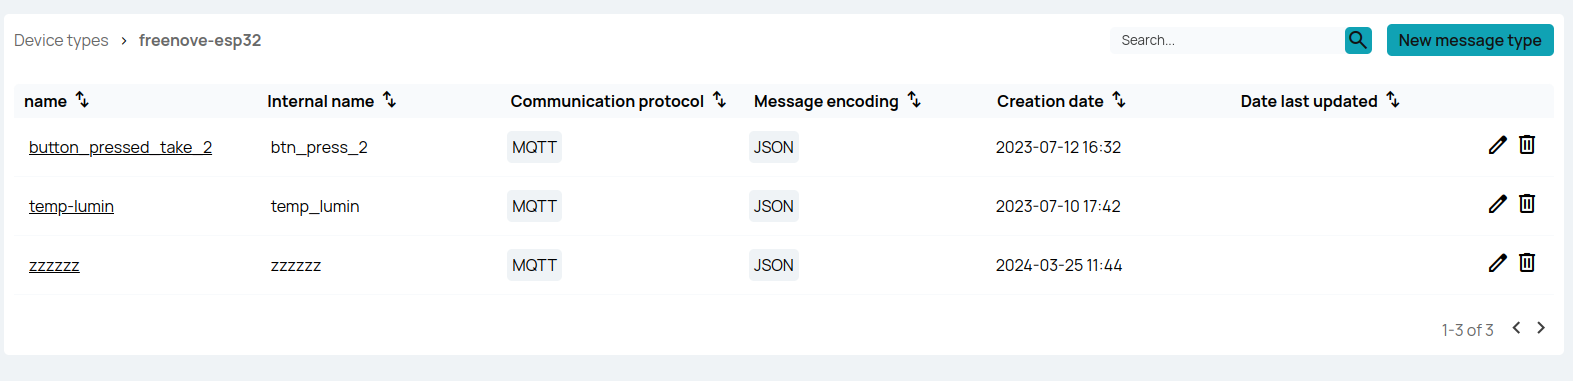 Device types > freenove-esp32 Search... New message type
name Internal name Communication protocol Message encoding Creation date Date last updated
button_pressed_take_2 btn_press_2 MQTT JSON 2023-07-12 16:32
temp-lumin temp_lumin MQTT JSON 2023-07-10 17:42
zzzzzz zzzzzz MQTT JSON 2024-03-25 11:44
1-3 of 3